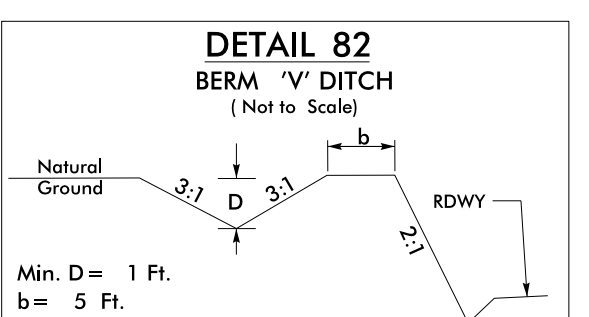 DETAIL 82
BERM 'V' DITCH
( Not to Scale)
b
Natural
Ground
3:1
D
3:1
RDWY
2:1
Min. D = 1 Ft.
b = 5 Ft.